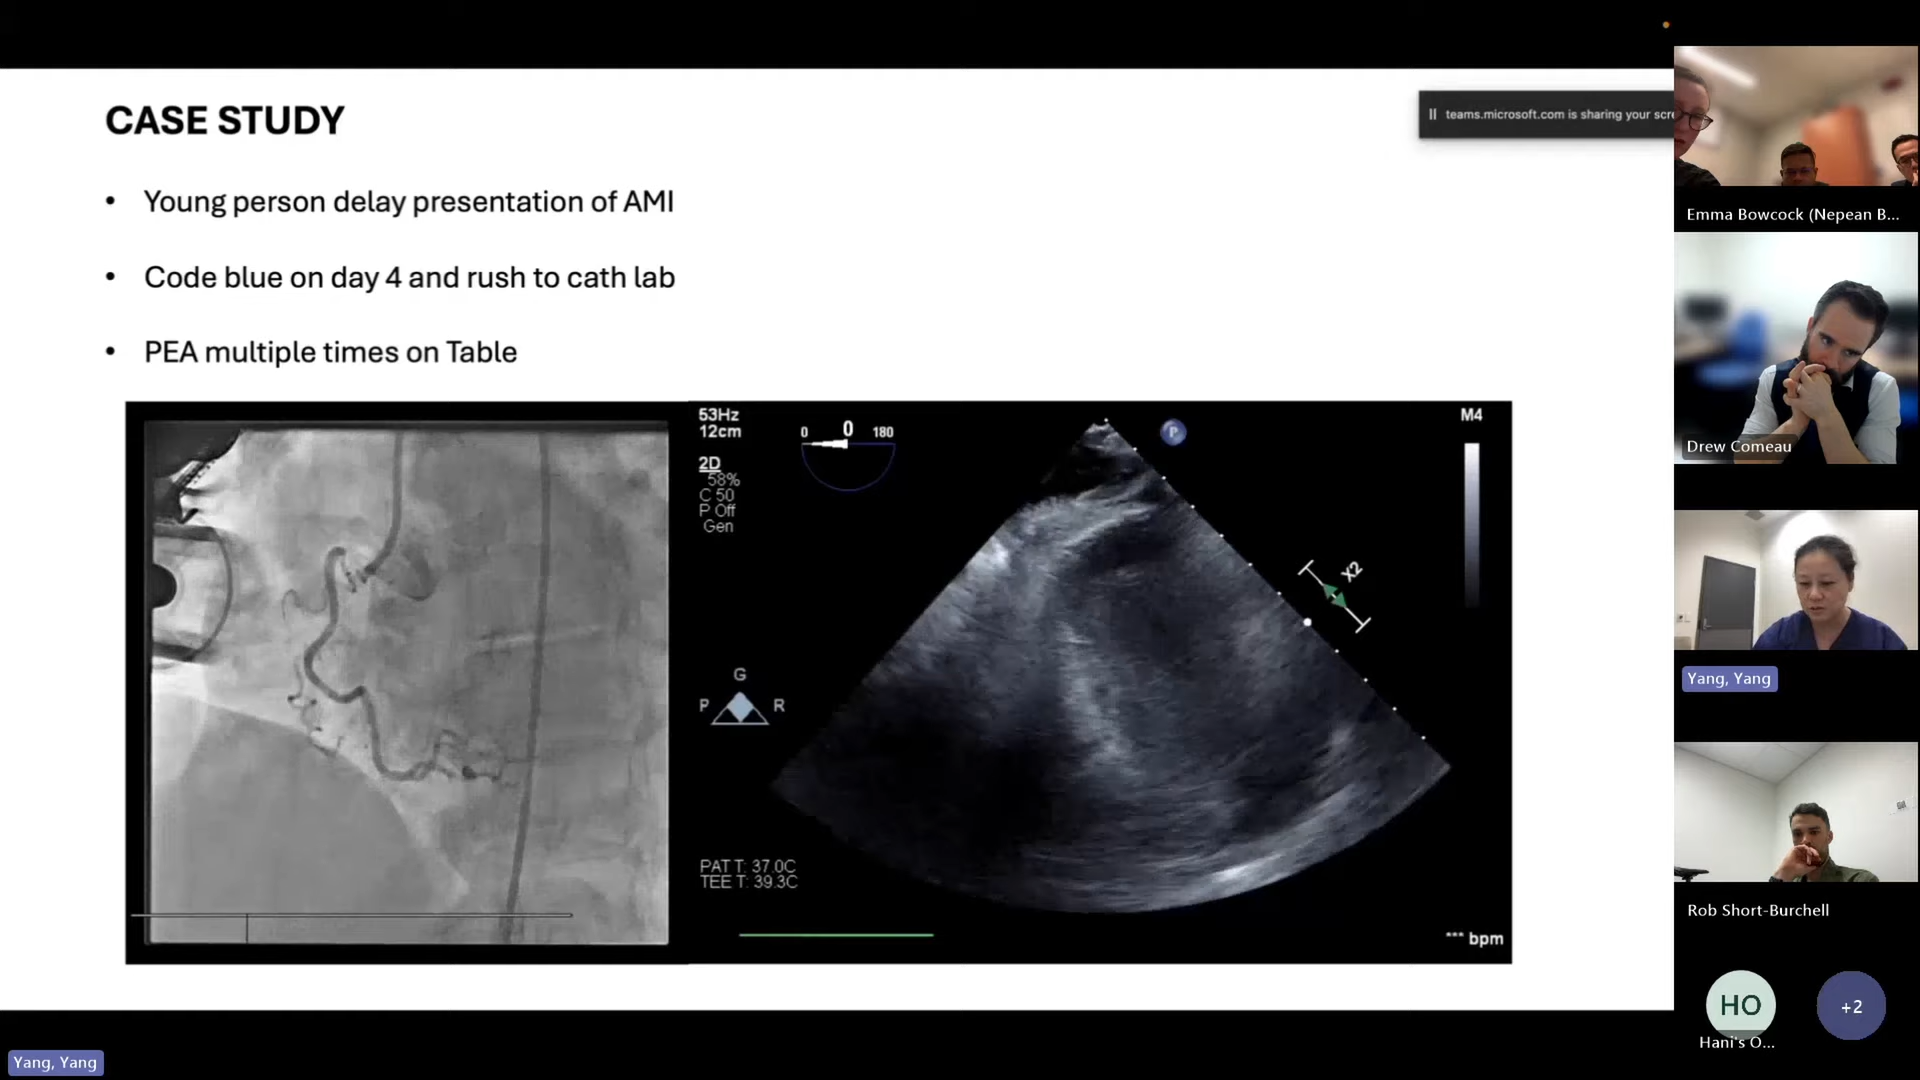 CASE STUDY
teams.microsoft.com is sharing your scre
• Young person delay presentation of AMI
• Code blue on day 4 and rush to cath lab
• PEA multiple times on Table
53Hz
12cm
2D
58%
C 50
P Off
Gen
0 0 180
P
M4
X2
G
P R
PAT T: 37.0C
TEE T: 39.3C
*** bpm
Emma Bowcock (Nepean B...
Drew Comeau
Yang, Yang
Rob Short-Burchell
HO
+2
Hani's O...
Yang, Yang